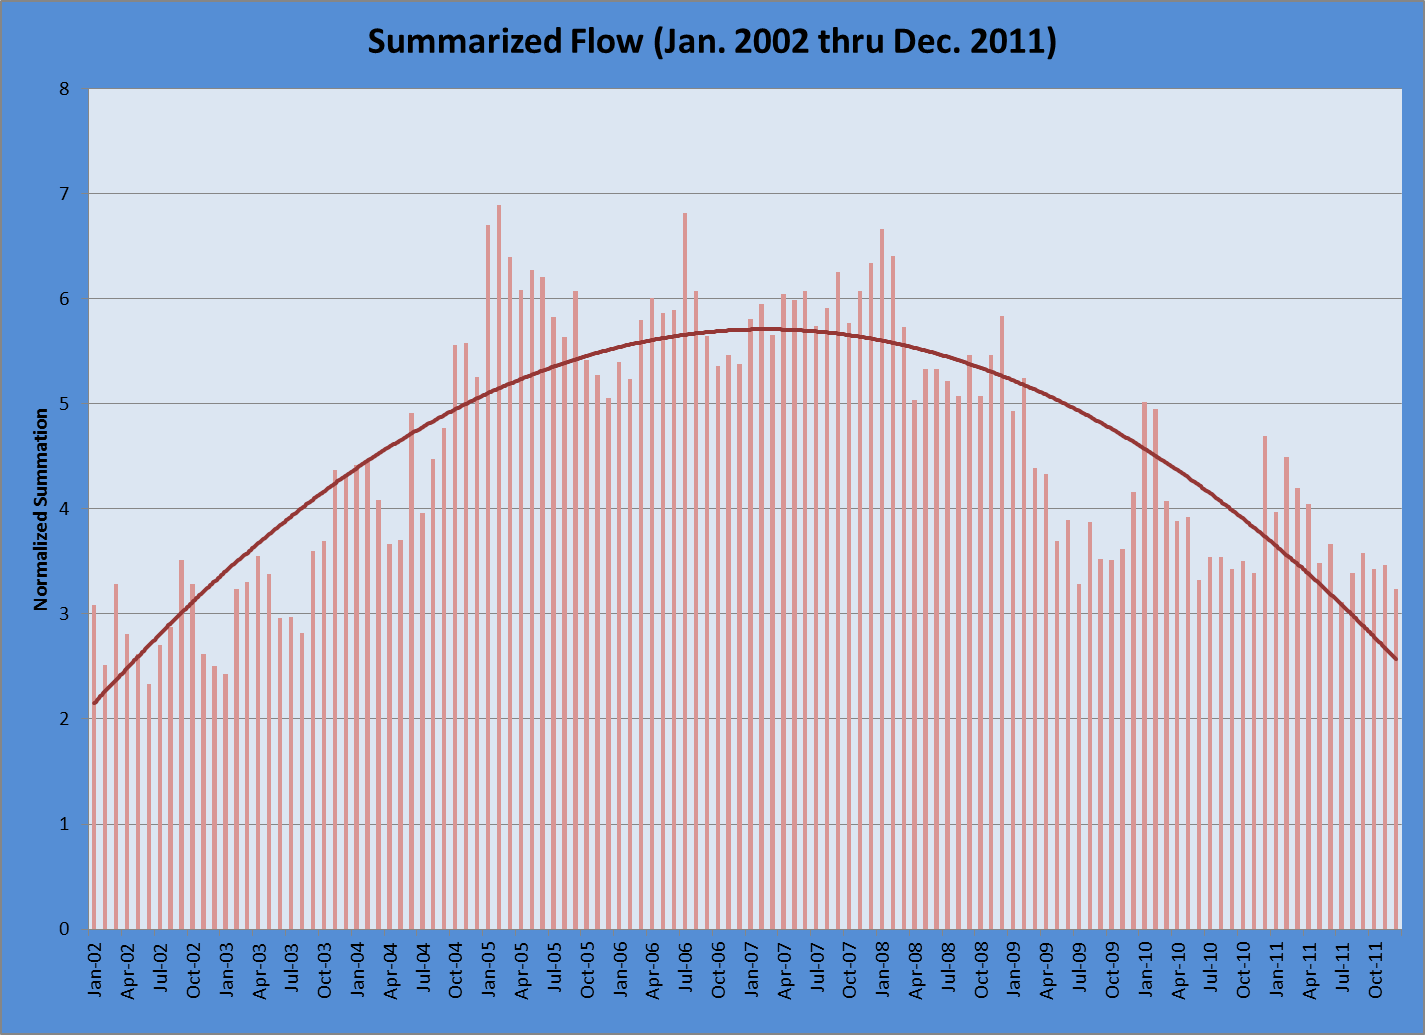 Summarized Flow (Jan. 2002 thru Dec. 2011)
Normalized Summation
8
7
6
5
4
3
2
1
0
Jan-02
Apr-02
Jul-02
Oct-02
Jan-03
Apr-03
Jul-03
Oct-03
Jan-04
Apr-04
Jul-04
Oct-04
Jan-05
Apr-05
Jul-05
Oct-05
Jan-06
Apr-06
Jul-06
Oct-06
Jan-07
Apr-07
Jul-07
Oct-07
Jan-08
Apr-08
Jul-08
Oct-08
Jan-09
Apr-09
Jul-09
Oct-09
Jan-10
Apr-10
Jul-10
Oct-10
Jan-11
Apr-11
Jul-11
Oct-11